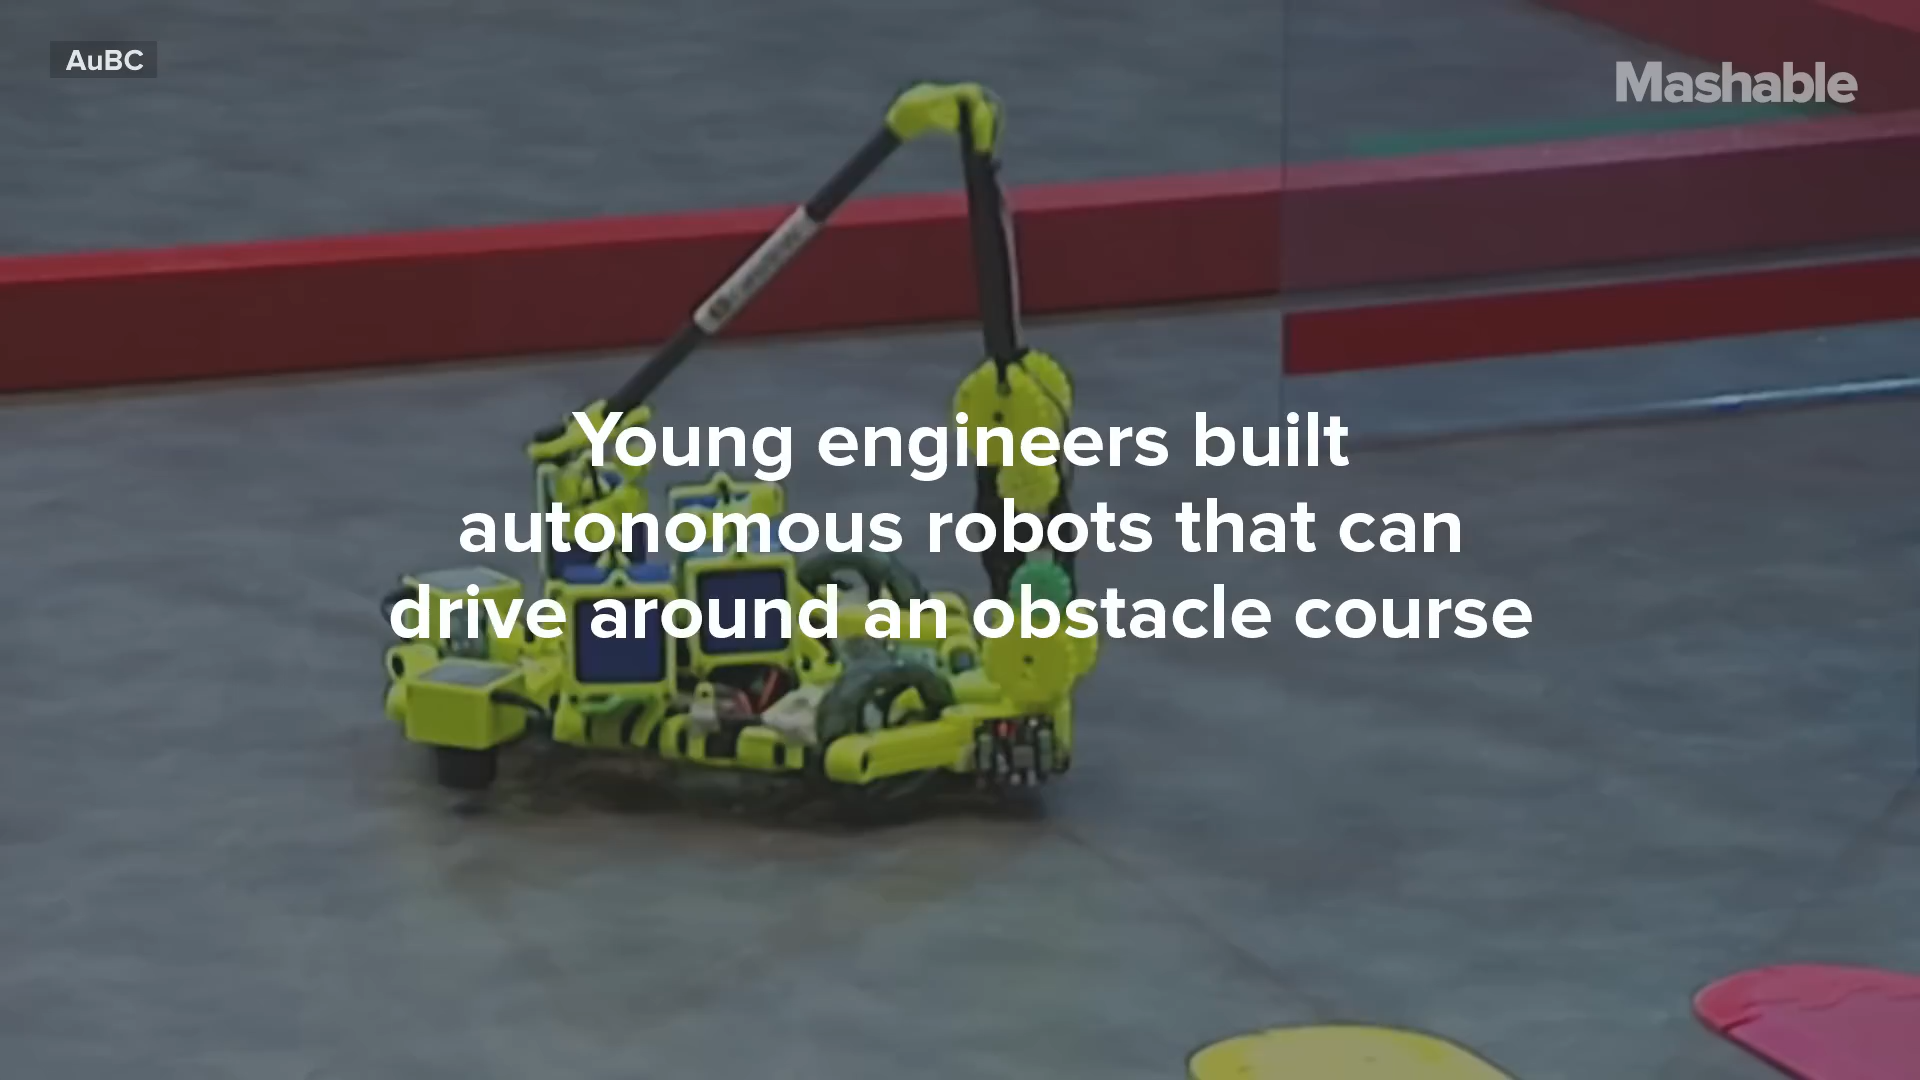 AuBC
Mashable
Young engineers built
autonomous robots that can
drive around an obstacle course